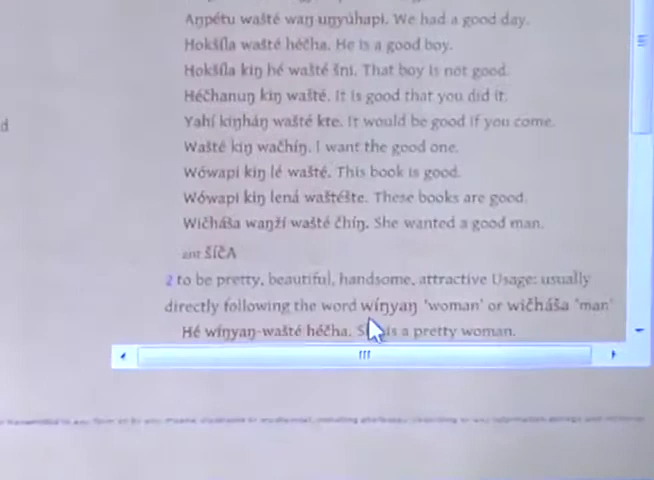 Aŋpétu wašté waŋ uŋyúhapi. We had a good day.
Hokšíla wašté héčha. He is a good boy.
Hokšíla kiŋ hé wašté šni. That boy is not good.
Héčhanuŋ kiŋ wašté. It is good that you did it.
Yahí kiŋháŋ wašté kte. It would be good if you come.
Wašté kiŋ wačhíŋ. I want the good one.
Wówapi kiŋ lé wašté. This book is good.
Wówapi kiŋ lená waštéšte. These books are good.
Wičháša waŋží wašté čhíŋ. She wanted a good man.
ant šíčA
2 to be pretty, beautiful, handsome, attractive Usage: usually
directly following the word wíŋyaŋ 'woman' or wičháša 'man'
Hé wíŋyaŋ-wašté héčha. is a pretty woman.
d